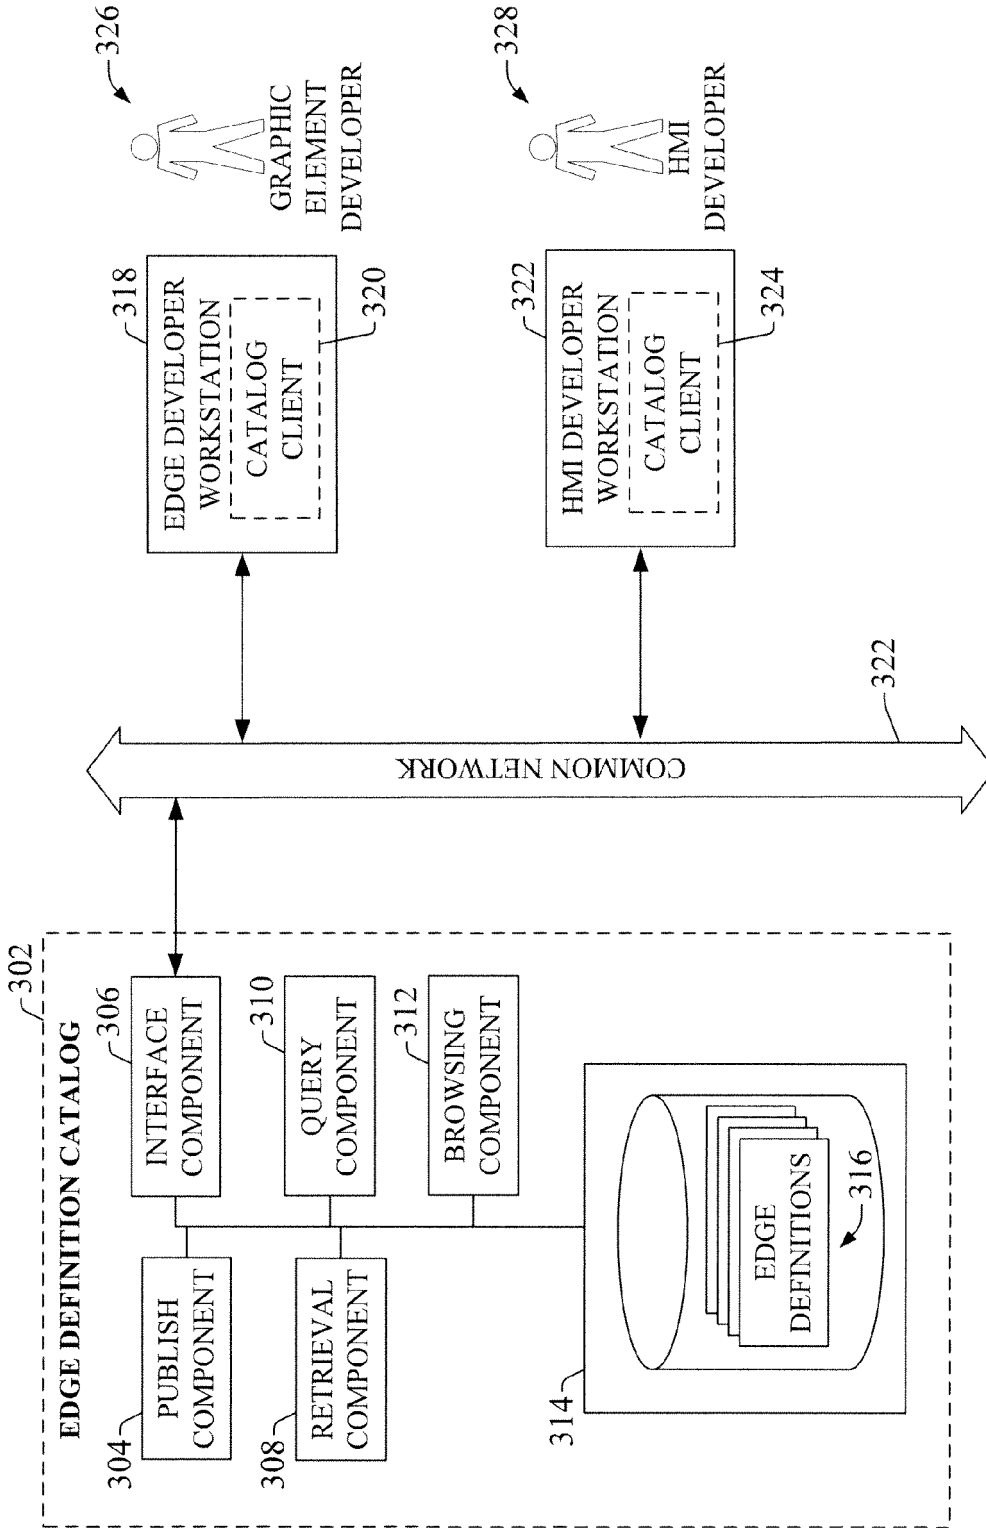 EDGE DEFINITION CATALOG
302
304
PUBLISH
COMPONENT
306
INTERFACE
COMPONENT
308
RETRIEVAL
COMPONENT
310
QUERY
COMPONENT
312
BROWSING
COMPONENT
314
EDGE
DEFINITIONS
316
COMMON NETWORK
322
318
EDGE DEVELOPER
WORKSTATION
CATALOG
CLIENT
320
326
GRAPHIC
ELEMENT
DEVELOPER
322
HMI DEVELOPER
WORKSTATION
CATALOG
CLIENT
324
328
HMI
DEVELOPER